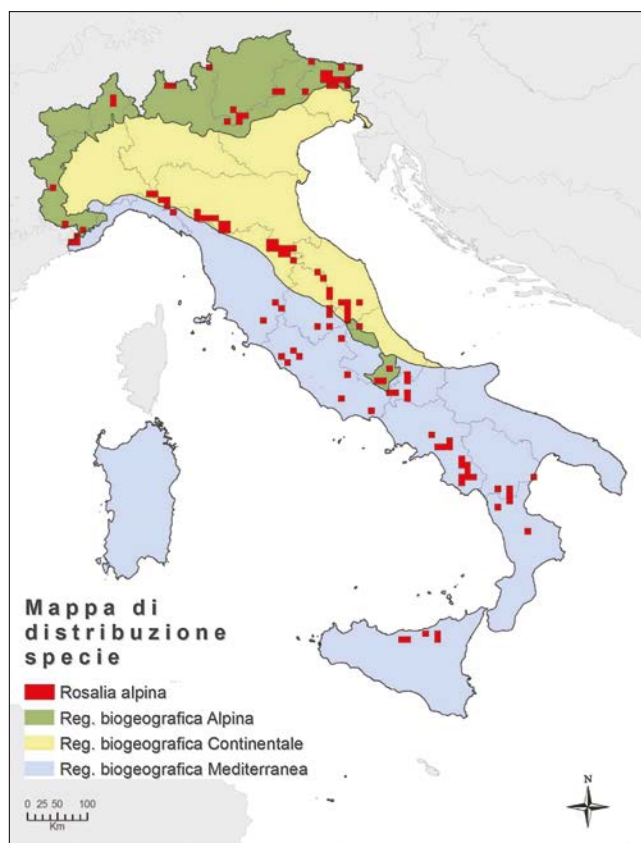 N
Mappa di
distribuzione
specie
Rosalia alpina
Reg. biogeografica Alpina
Reg. biogeografica Continentale
Reg. biogeografica Mediterranea
0 25 50 100
Km